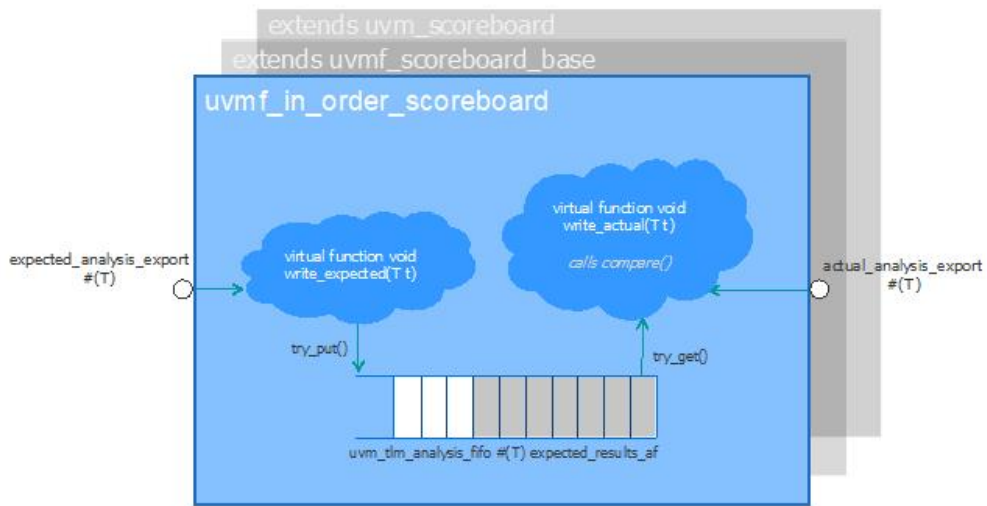 extends uvm_scoreboard
extends uvmf_scoreboard_base
uvmf_in_order_scoreboard
virtual function void
write_actual(T t)
calls compare()
virtual function void
write_expected(T t)
expected_analysis_export
#(T)
actual_analysis_export
#(T)
try_put()
try_get()
uvm_tlm_analysis_fifo #(T) expected_results_af